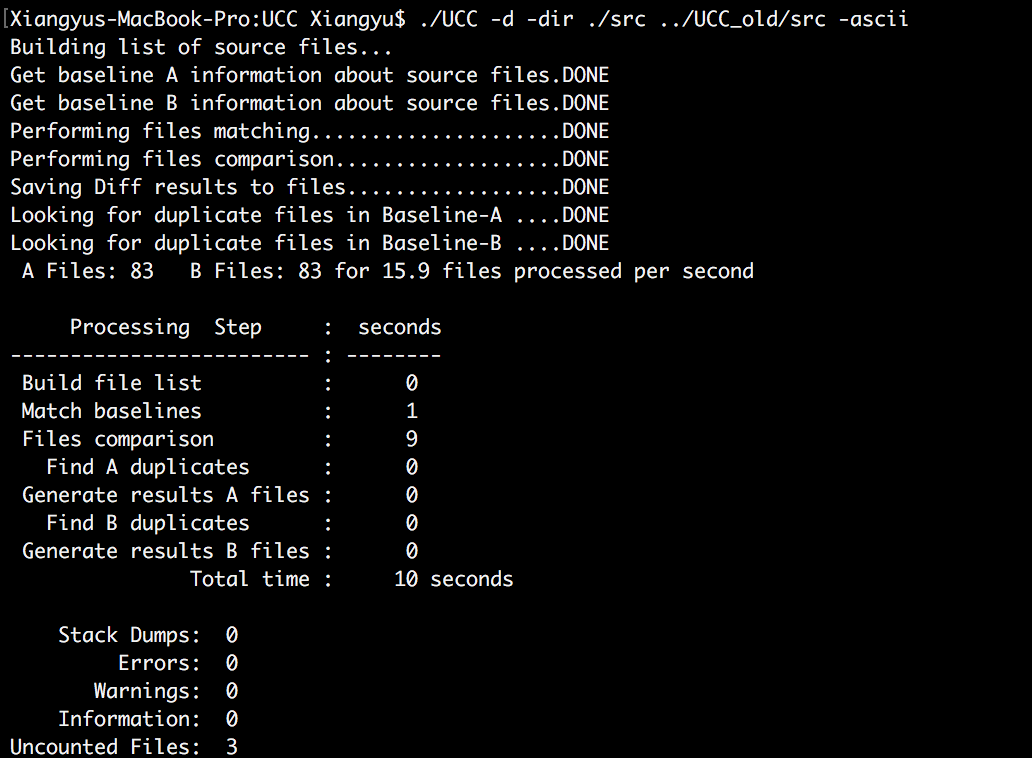 [Xiangyus-MacBook-Pro:UCC Xiangyu$ ./UCC -d -dir ./src ../UCC_old/src -ascii
Building list of source files...
Get baseline A information about source files.DONE
Get baseline B information about source files.DONE
Performing files matching.....................DONE
Performing files comparison...................DONE
Saving Diff results to files..................DONE
Looking for duplicate files in Baseline-A ....DONE
Looking for duplicate files in Baseline-B ....DONE
 A Files: 83   B Files: 83 for 15.9 files processed per second
     Processing  Step     :  seconds
------------------------- : --------
 Build file list          :      0
 Match baselines          :      1
 Files comparison         :      9
   Find A duplicates      :      0
 Generate results A files :      0
   Find B duplicates      :      0
 Generate results B files :      0
               Total time :     10 seconds
    Stack Dumps:  0
         Errors:  0
       Warnings:  0
    Information:  0
Uncounted Files:  3